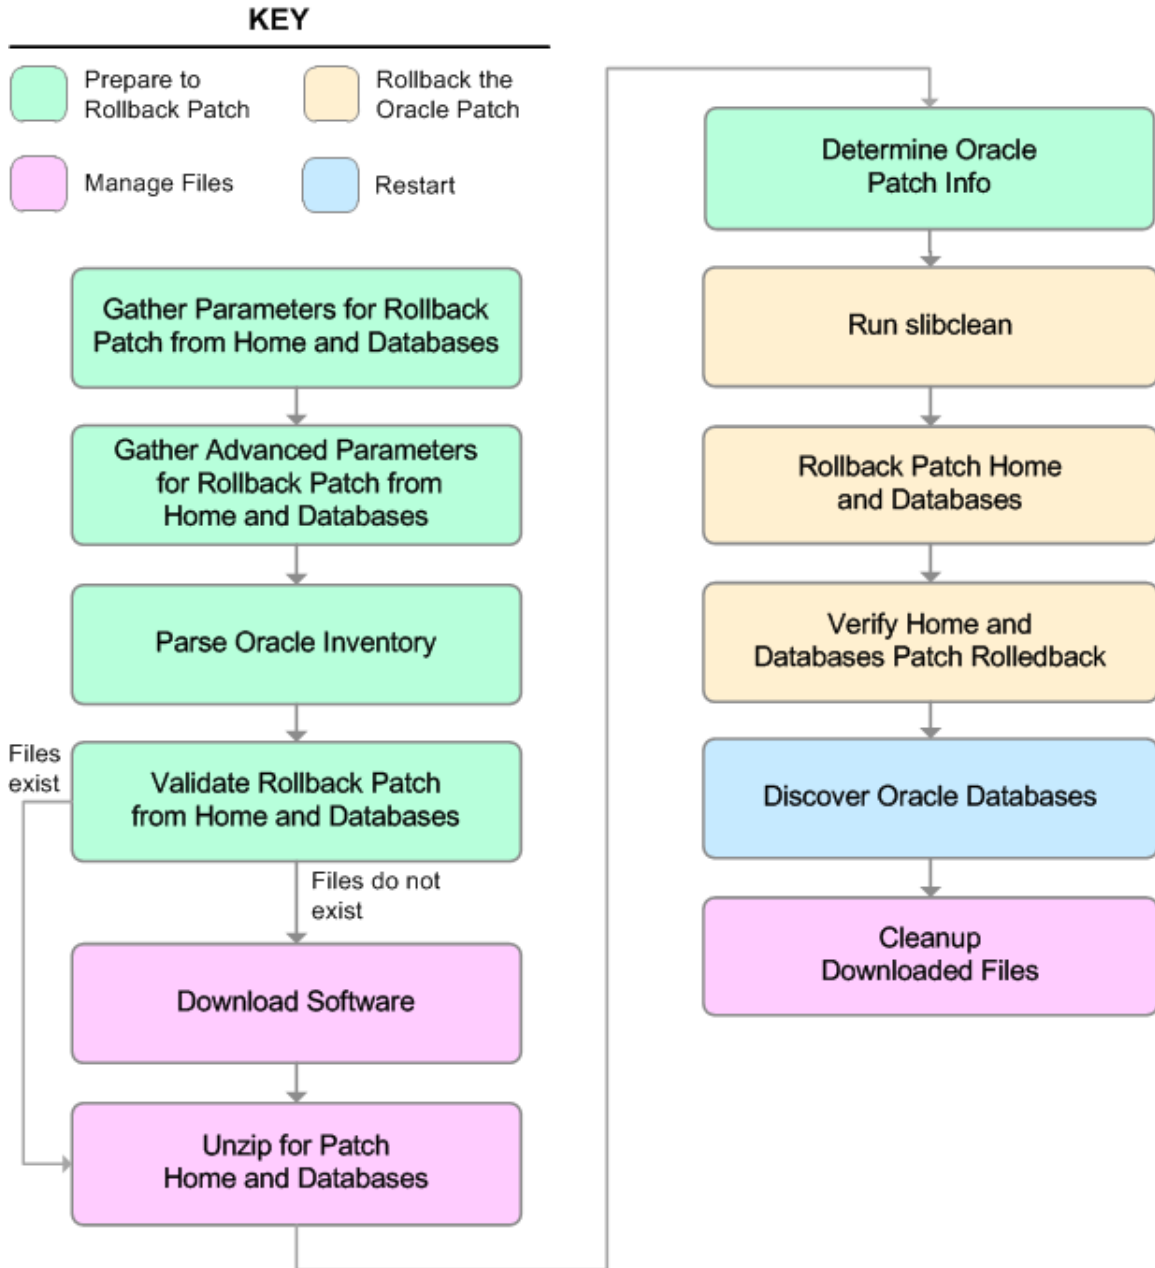 KEY
Prepare to
Rollback Patch
Rollback the
Oracle Patch
Manage Files
Restart
Gather Parameters for Rollback
Patch from Home and Databases
Gather Advanced Parameters
for Rollback Patch from
Home and Databases
Parse Oracle Inventory
Files
exist
Validate Rollback Patch
from Home and Databases
Files do not
exist
Download Software
Unzip for Patch
Home and Databases
Determine Oracle
Patch Info
Run slibclean
Rollback Patch Home
and Databases
Verify Home and
Databases Patch Rolledback
Discover Oracle Databases
Cleanup
Downloaded Files